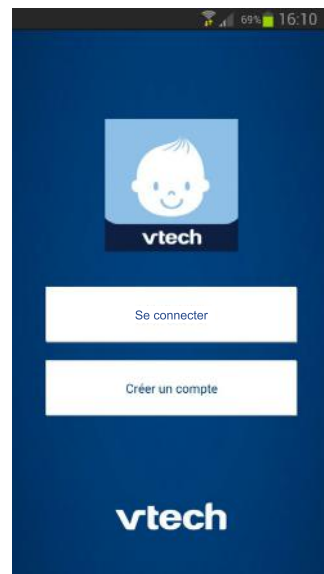 69% 16:10
vtech
Se connecter
Créer un compte
vtech